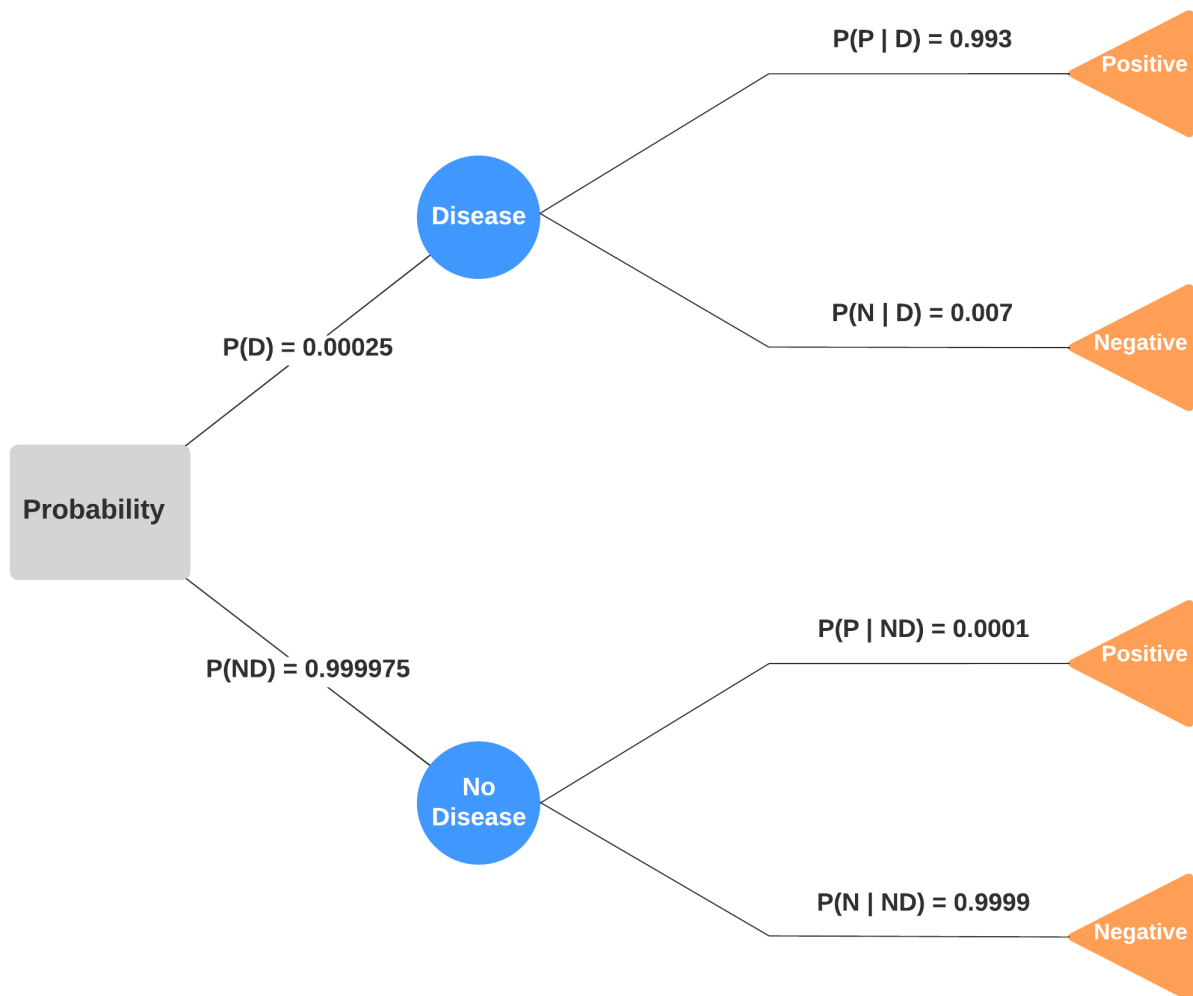 P(P | D) = 0.993
Positive
Disease
P(N | D) = 0.007
Negative
P(D) = 0.00025
Probability
P(ND) = 0.999975
P(P | ND) = 0.0001
Positive
No
Disease
P(N | ND) = 0.9999
Negative